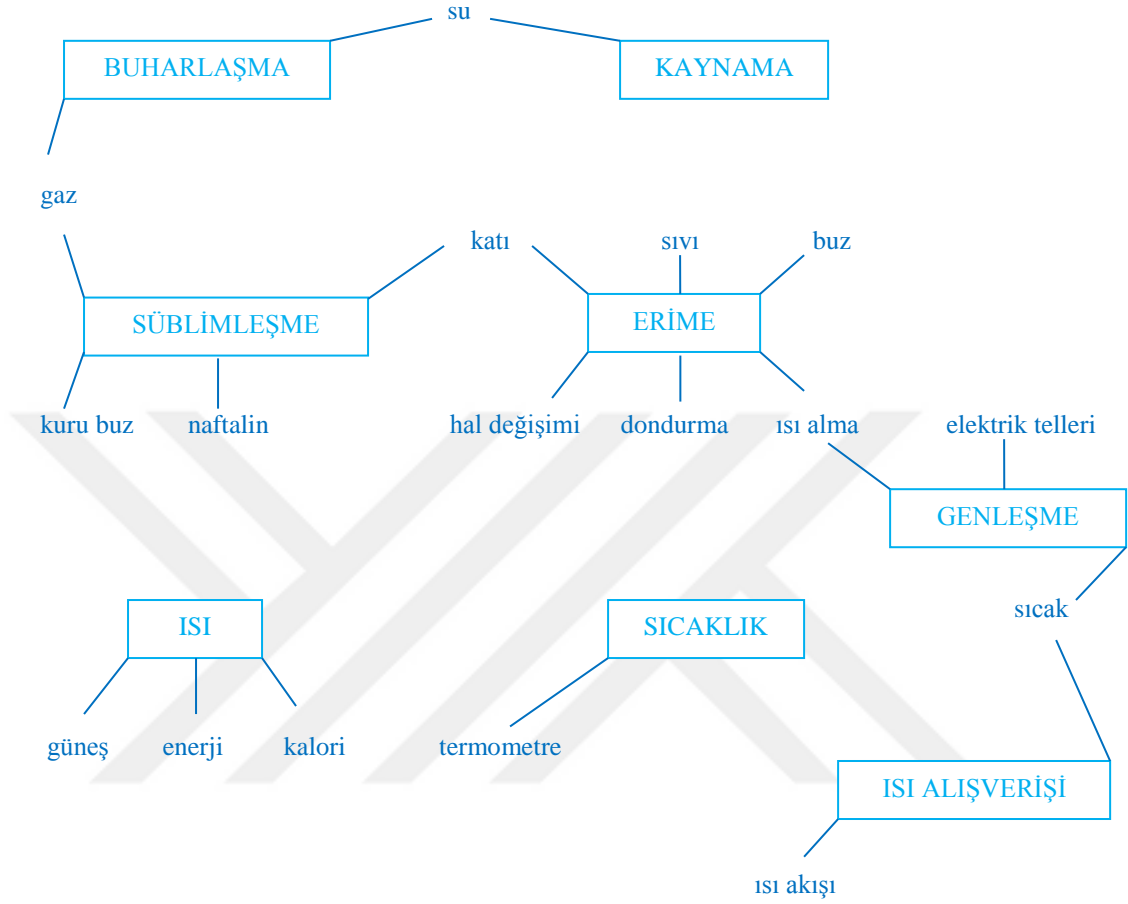 su
BUHARLAŞMA KAYNAMA
gaz
katı sıvı buz
SÜBLİMLEŞME ERİME
kuru buz naftalin hal değişimi dondurma ısı alma elektrik telleri
GENLEŞME
ISI SICAKLIK sıcak
güneş enerji kalori termometre
ISI ALIŞVERİŞİ
ısı akışı